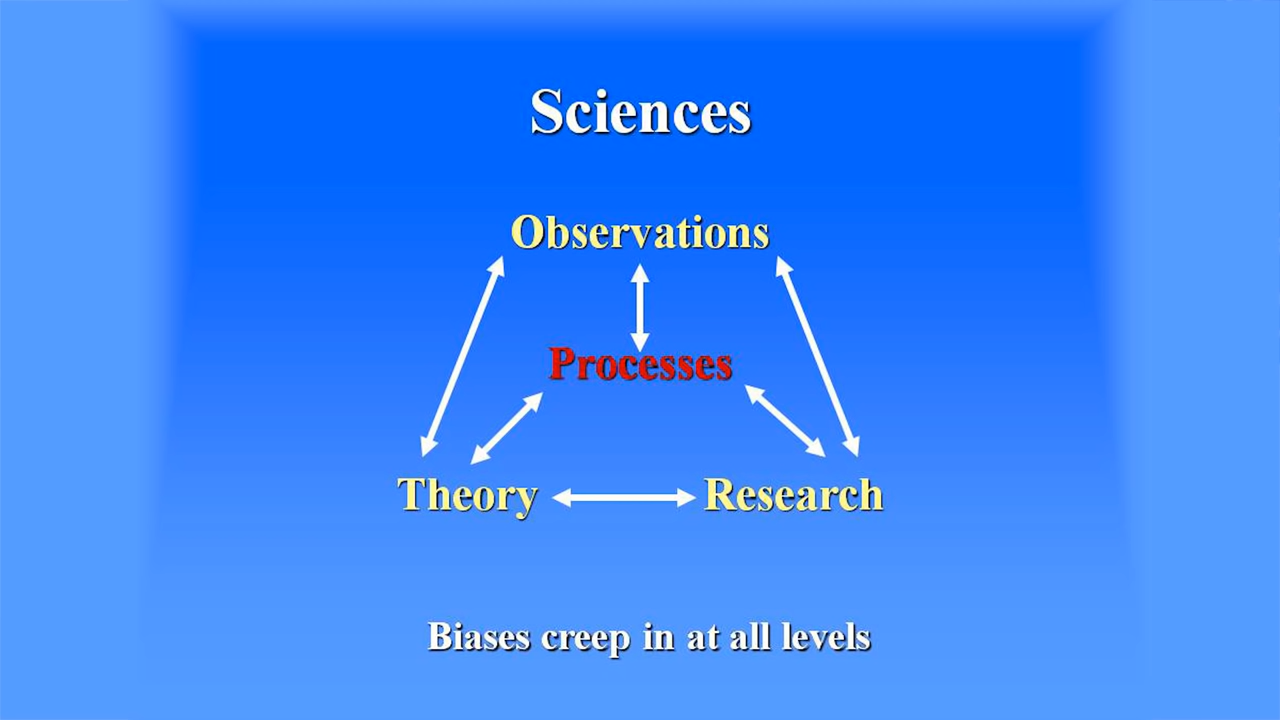 Sciences
Observations
Processes
Theory Research
Biases creep in at all levels